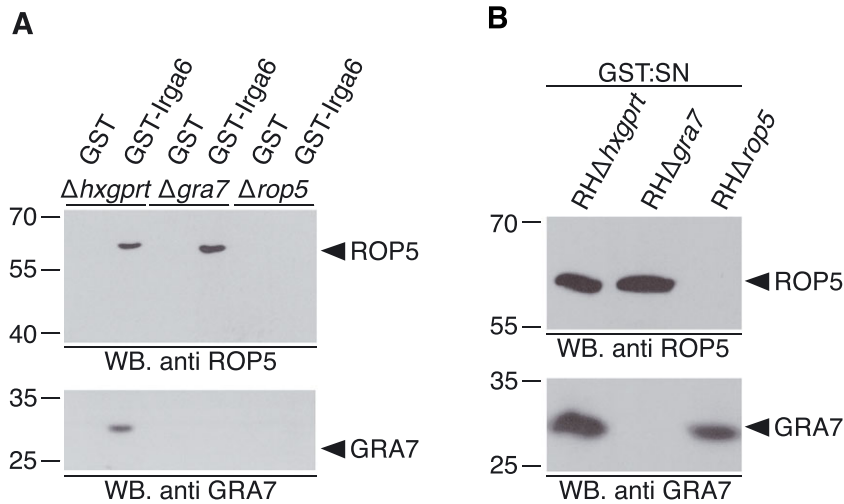 A
GST GST-Irga6 GST GST-Irga6 GST GST-Irga6
Δhxgprt Δgra7 Δrop5
70
55
40
ROP5
WB. anti ROP5
35
25
GRA7
WB. anti GRA7
B
GST:SN
RHΔhxgprt RHΔgra7 RHΔrop5
70
55
ROP5
WB. anti ROP5
35
25
GRA7
WB. anti GRA7